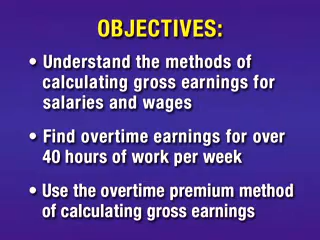 OBJECTIVES:
• Understand the methods of
calculating gross earnings for
salaries and wages
• Find overtime earnings for over
40 hours of work per week
• Use the overtime premium method
of calculating gross earnings